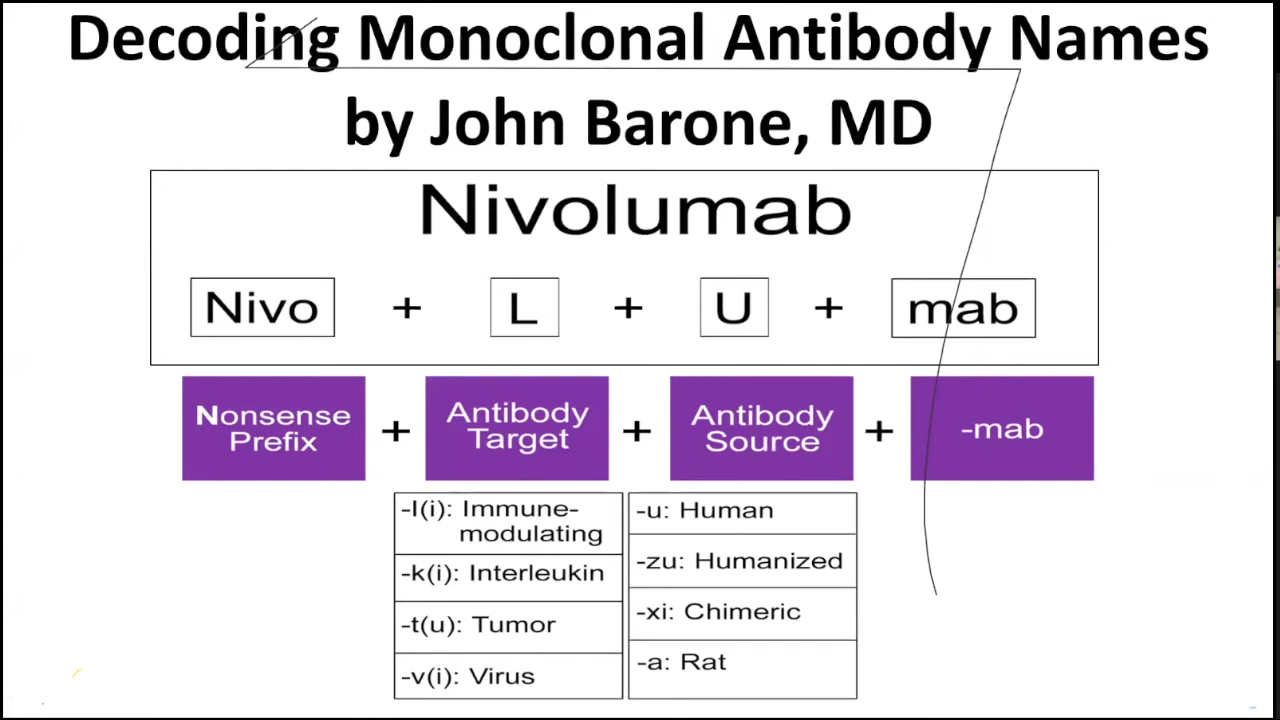 Decoding Monoclonal Antibody Names
by John Barone, MD
Nivolumab
Nivo + L + U + mab
Nonsense
Prefix
+
Antibody
Target
+
Antibody
Source
+
-mab
-l(i): Immune-
modulating
-k(i): Interleukin
-t(u): Tumor
-v(i): Virus
-u: Human
-zu: Humanized
-xi: Chimeric
-a: Rat